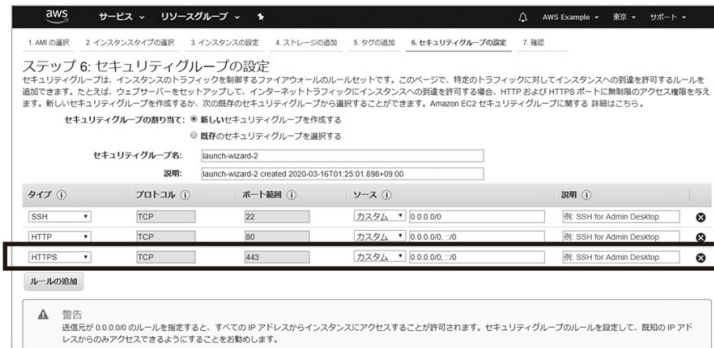 aws サービス リソースグループ AWS Example 東京 サポート
1. AMI の選択 2. インスタンスタイプの選択 3. インスタンスの設定 4. ストレージの追加 5. タグの追加 6. セキュリティグループの設定 7. 確認
ステップ 6: セキュリティグループの設定
セキュリティグループは、インスタンスのトラフィックを制御するファイアウォールのルールセットです。このページで、特定のトラフィックに対してインスタンスへの到達を許可するルールを
追加できます。たとえば、ウェブサーバーをセットアップして、インターネットトラフィックにインスタンスへの到達を許可する場合、HTTP および HTTPS ポートに無制限のアクセス権限を与え
ます。新しいセキュリティグループを作成するか、次の既存のセキュリティグループから選択することができます。Amazon EC2 セキュリティグループに関する 詳細はこちら。
セキュリティグループの割り当て: 新しいセキュリティグループを作成する
既存のセキュリティグループを選択する
セキュリティグループ名: launch-wizard-2
説明: launch-wizard-2 created 2020-03-16T01:25:01.898+09:00
タイプ プロトコル ポート範囲 ソース 説明
SSH TCP 22 カスタム 0.0.0.0/0 例: SSH for Admin Desktop
HTTP TCP 80 カスタム 0.0.0.0/0, ::/0 例: SSH for Admin Desktop
HTTPS TCP 443 カスタム 0.0.0.0/0, ::/0 例: SSH for Admin Desktop
ルールの追加
警告
送信元が 0.0.0.0/0 のルールを指定すると、すべての IP アドレスからインスタンスにアクセスすることが許可されます。セキュリティグループのルールを設定して、既知の IP アド
レスからのみアクセスできるようにすることをお勧めします。